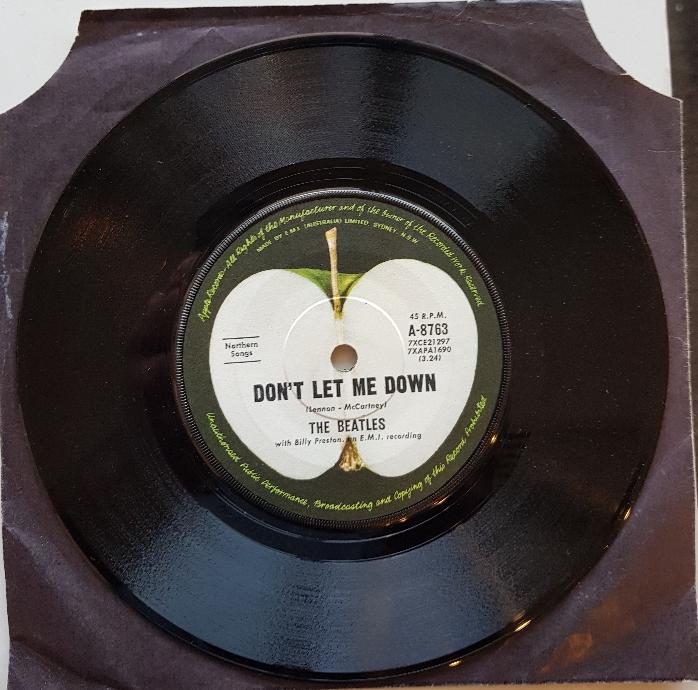 Apple Records-All Rights of the Manufacturer and of the Owner of the Recorded Work Reserved
MADE BY E.M.I. (AUSTRALIA) LIMITED, SYDNEY, N.S.W.
45 R.P.M.
A-8763
7XCE21297
7XAPA1690
(3.24)
Northern
Songs
DON'T LET ME DOWN
(Lennon - McCartney)
THE BEATLES
with Billy Preston. an E.M.I. recording
Unauthorised Public Performance, Broadcasting and Copying of this Record Prohibited